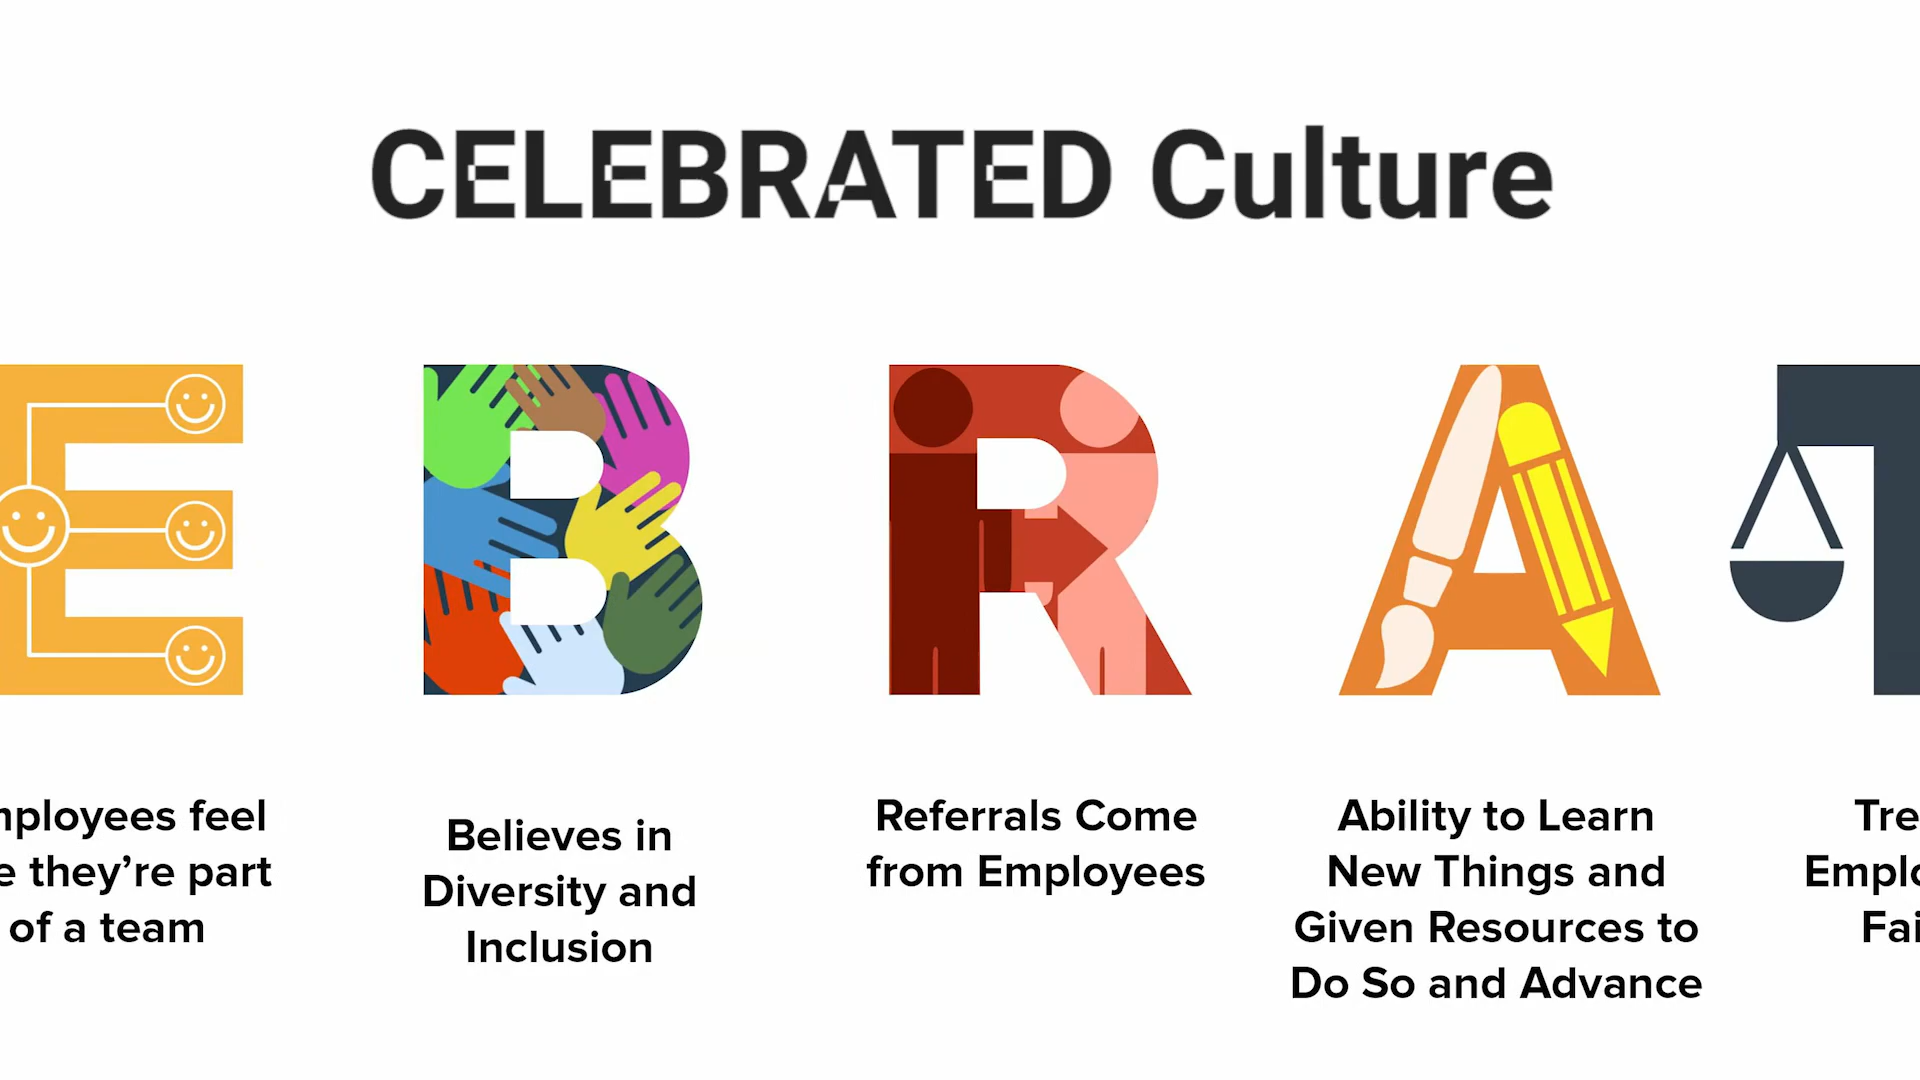 CELEBRATED Culture
E B R A T
mployees feel
e they’re part
of a team
Believes in
Diversity and
Inclusion
Referrals Come
from Employees
Ability to Learn
New Things and
Given Resources to
Do So and Advance
Tre
Emplo
Fai